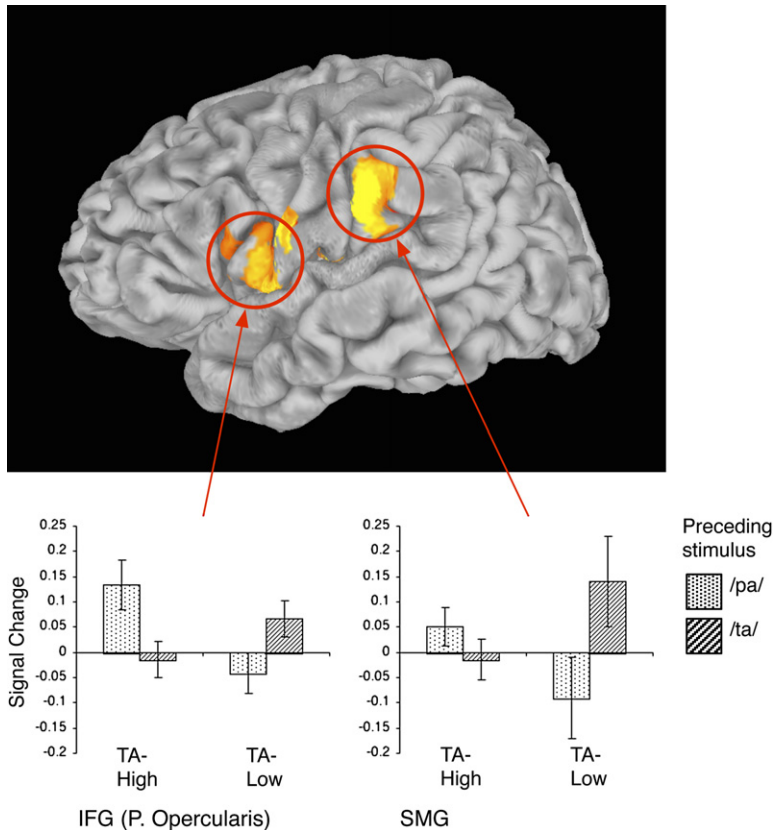 0.25
0.2
0.15
0.1
0.05
0
-0.05
-0.1
-0.15
-0.2
Signal Change
TA-
High
TA-
Low
IFG (P. Opercularis)
0.25
0.2
0.15
0.1
0.05
0
-0.05
-0.1
-0.15
-0.2
TA-
High
TA-
Low
SMG
Preceding
stimulus
/pa/
/ta/